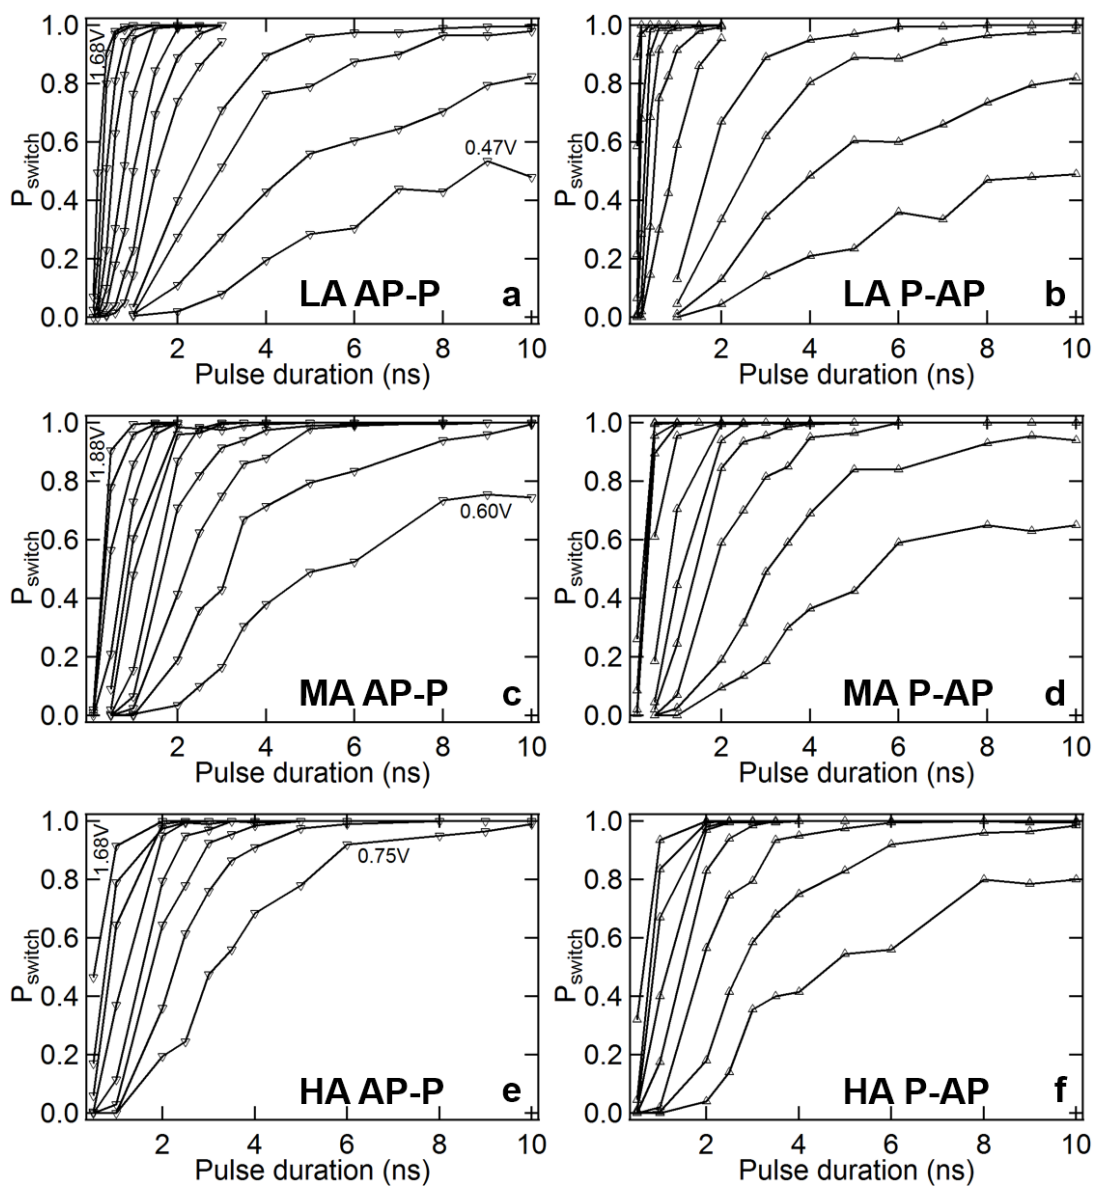 1.0
0.8
0.6
0.4
0.2
0.0
P_switch
1.68V
0.47V
LA AP-P a
2 4 6 8 10
Pulse duration (ns)
1.0
0.8
0.6
0.4
0.2
0.0
P_switch
LA P-AP b
2 4 6 8 10
Pulse duration (ns)
1.0
0.8
0.6
0.4
0.2
0.0
P_switch
1.88V
0.60V
MA AP-P c
2 4 6 8 10
Pulse duration (ns)
1.0
0.8
0.6
0.4
0.2
0.0
P_switch
MA P-AP d
2 4 6 8 10
Pulse duration (ns)
1.0
0.8
0.6
0.4
0.2
0.0
P_switch
1.68V
0.75V
HA AP-P e
2 4 6 8 10
Pulse duration (ns)
1.0
0.8
0.6
0.4
0.2
0.0
P_switch
HA P-AP f
2 4 6 8 10
Pulse duration (ns)